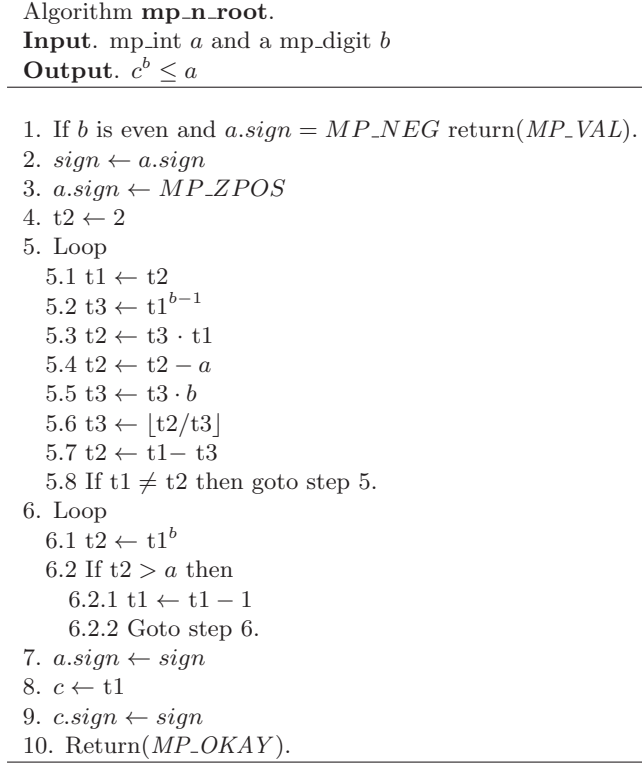 Algorithm mp_n_root.
Input. mp_int a and a mp_digit b
Output. c^b ≤ a
1. If b is even and a.sign = MP_NEG return(MP_VAL).
2. sign ← a.sign
3. a.sign ← MP_ZPOS
4. t2 ← 2
5. Loop
5.1 t1 ← t2
5.2 t3 ← t1^{b−1}
5.3 t2 ← t3 · t1
5.4 t2 ← t2 − a
5.5 t3 ← t3 · b
5.6 t3 ← ⌊t2/t3⌋
5.7 t2 ← t1− t3
5.8 If t1 ≠ t2 then goto step 5.
6. Loop
6.1 t2 ← t1^b
6.2 If t2 > a then
6.2.1 t1 ← t1 − 1
6.2.2 Goto step 6.
7. a.sign ← sign
8. c ← t1
9. c.sign ← sign
10. Return(MP_OKAY).